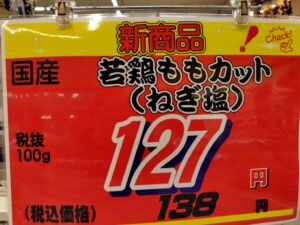 新商品
Check!
国産
若鶏ももカット
(ねぎ塩)
税抜
100g
127
円
(税込価格)
138
円